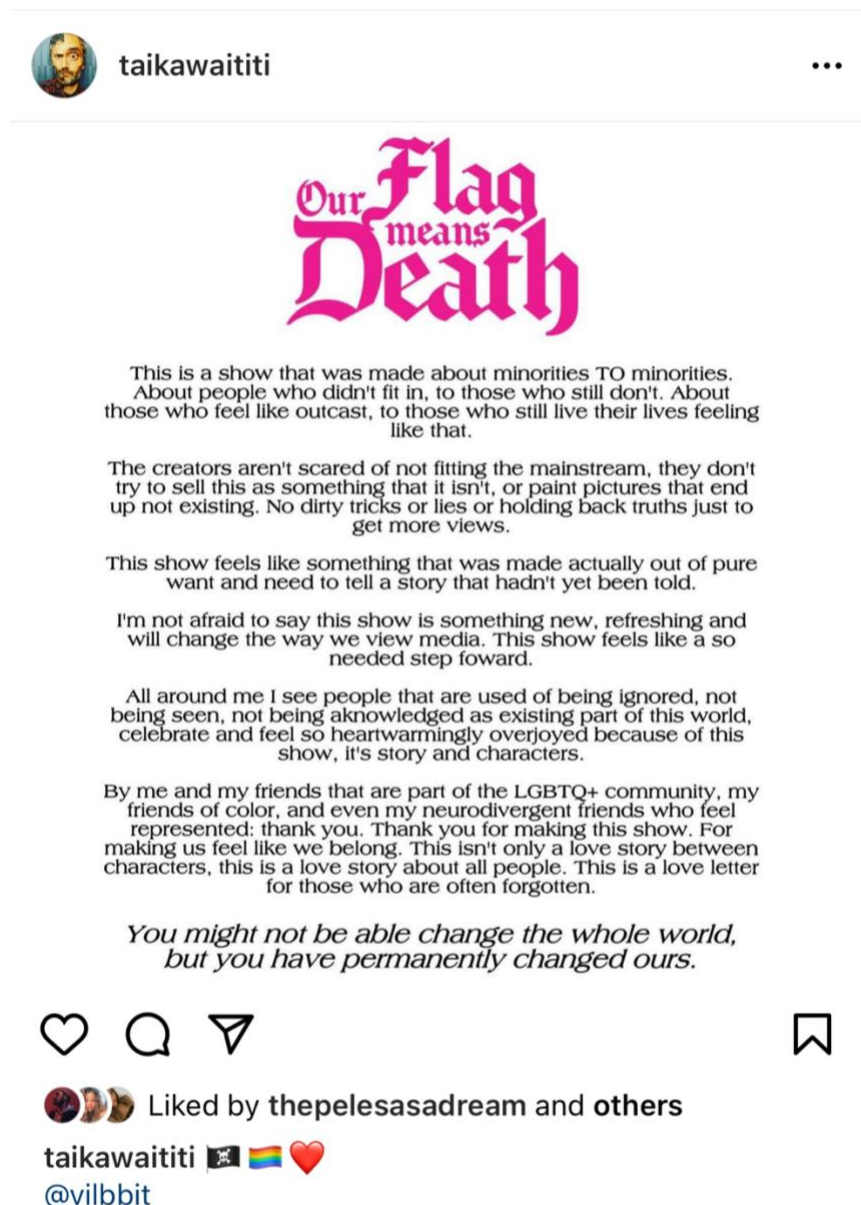 taikawaititi
Our Flag
means
Death
This is a show that was made about minorities TO minorities.
About people who didn't fit in, to those who still don't. About
those who feel like outcast, to those who still live their lives feeling
like that.
The creators aren't scared of not fitting the mainstream, they don't
try to sell this as something that it isn't, or paint pictures that end
up not existing. No dirty tricks or lies or holding back truths just to
get more views.
This show feels like something that was made actually out of pure
want and need to tell a story that hadn't yet been told.
I'm not afraid to say this show is something new, refreshing and
will change the way we view media. This show feels like a so
needed step foward.
All around me I see people that are used of being ignored, not
being seen, not being aknowledged as existing part of this world,
celebrate and feel so heartwarmingly overjoyed because of this
show, it's story and characters.
By me and my friends that are part of the LGBTQ+ community, my
friends of color, and even my neurodivergent friends who feel
represented: thank you. Thank you for making this show. For
making us feel like we belong. This isn't only a love story between
characters, this is a love story about all people. This is a love letter
for those who are often forgotten.
You might not be able change the whole world,
but you have permanently changed ours.
Liked by thepelesasadream and others
taikawaititi 🏴‍☠️🏳️‍🌈❤️
@vilbbit